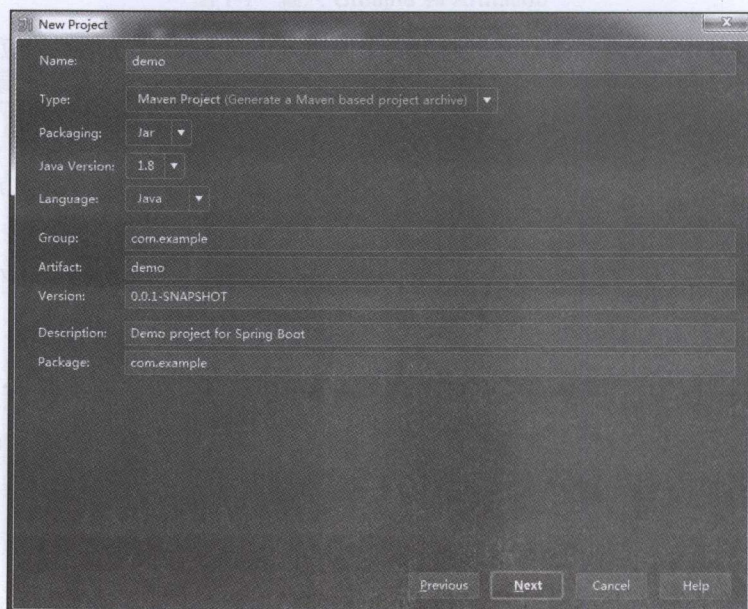 New Project
Name: demo
Type: Maven Project (Generate a Maven based project archive)
Packaging: Jar
Java Version: 1.8
Language: Java
Group: com.example
Artifact: demo
Version: 0.0.1-SNAPSHOT
Description: Demo project for Spring Boot
Package: com.example
Previous Next Cancel Help